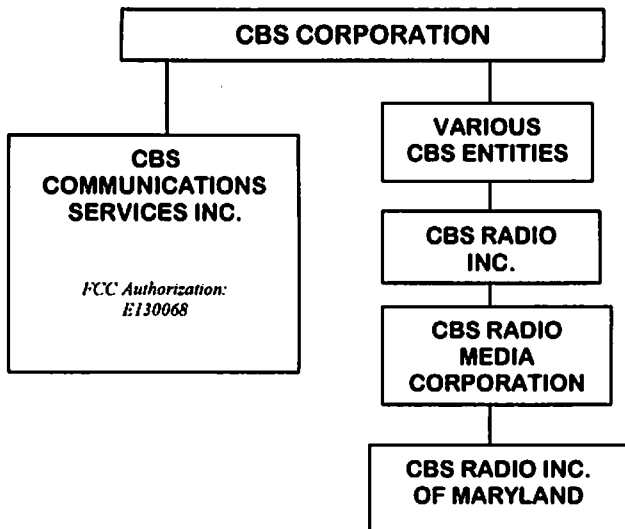 CBS CORPORATION
CBS
COMMUNICATIONS
SERVICES INC.
FCC Authorization:
E130068
VARIOUS
CBS ENTITIES
CBS RADIO
INC.
CBS RADIO
MEDIA
CORPORATION
CBS RADIO INC.
OF MARYLAND